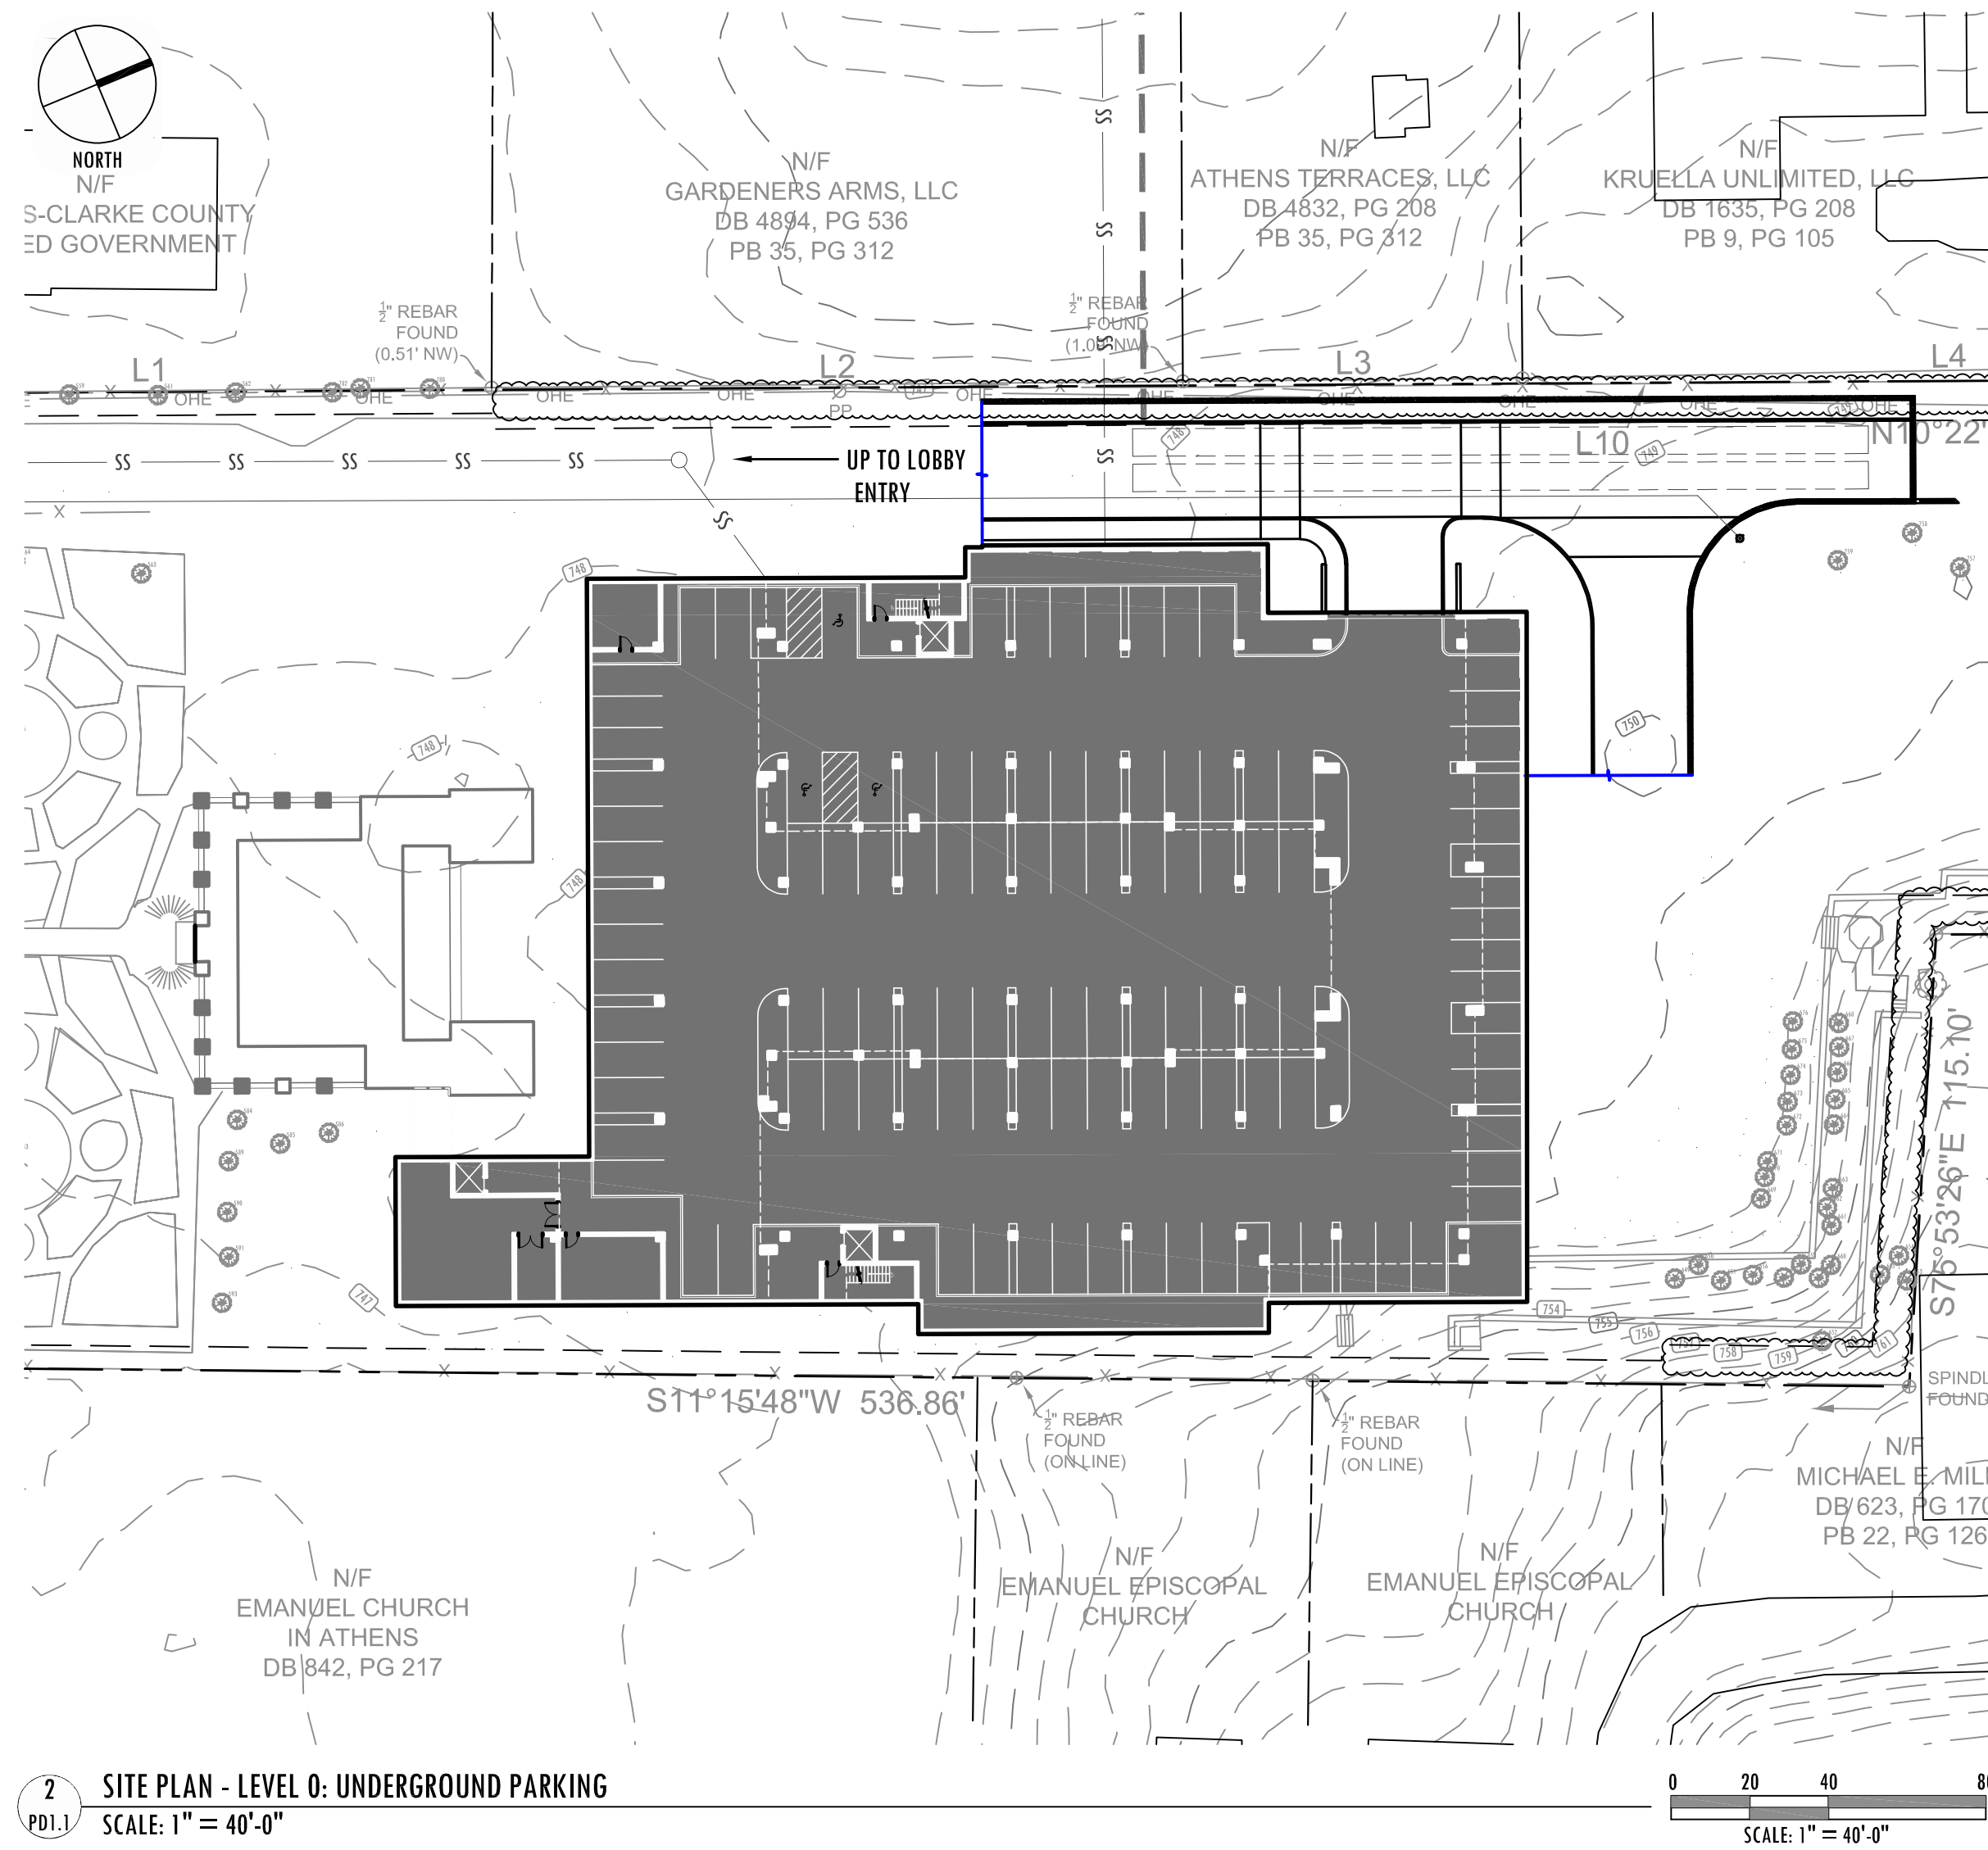 NORTH
N/F
S-CLARKE COUNTY
ED GOVERNMENT
N/F
GARDENERS ARMS, LLC
DB 4894, PG 536
PB 35, PG 312
N/F
ATHENS TERRACES, LLC
DB 4832, PG 208
PB 35, PG 312
N/F
KRUELLA UNLIMITED, LLC
DB 1635, PG 208
PB 9, PG 105
SS
SS
SS
SS
1/2" REBAR
FOUND
(0.51' NW)
1/2" REBAR
FOUND
NW)
L1
L2
L3
L4
X
X
X
X
OHE
OHE
OHE
OHE
OHE
OHE
OHE
OHE
OHE
OHE
PP
L10
N10°22'
748
749
SS
SS
SS
SS
SS
SS
UP TO LOBBY
ENTRY
X
748
748
748
750
747
754
755
756
758
759
761
S75°53'26"E 115.10'
S11°15'48"W 536.86'
1/2" REBAR
FOUND
(ON LINE)
1/2" REBAR
FOUND
(ON LINE)
SPINDL
FOUND
N/F
MICHAEL E. MIL
DB 623, PG 170
PB 22, PG 126
N/F
EMANUEL CHURCH
IN ATHENS
DB 842, PG 217
N/F
EMANUEL EPISCOPAL
CHURCH
N/F
EMANUEL EPISCOPAL
CHURCH
2
PD1.1
SITE PLAN - LEVEL 0: UNDERGROUND PARKING
SCALE: 1" = 40'-0"
0 20 40 80
SCALE: 1" = 40'-0"